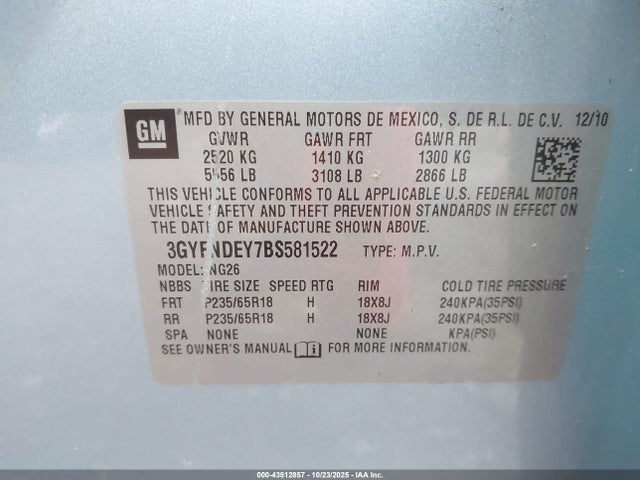 GM
*MFD BY GENERAL MOTORS DE MEXICO, S. DE R.L. DE C.V. 12/10
GVWR GAWR FRT GAWR RR
2520 KG 1410 KG 1300 KG
5556 LB 3108 LB * 2866 LB
THIS VEHICLE CONFORMS TO ALL APPLICABLE U.S. FEDERAL MOTOR
VEHICLE SAFETY AND THEFT PREVENTION STANDARDS IN EFFECT ON
THE DATE OF MANUFACTURE SHOWN ABOVE.
3GYFNDEY7BS581522 TYPE: M.P.V.
MODEL: NG26
NBBS TIRE SIZE SPEED RTG RIM COLD TIRE PRESSURE
FRT P235/65R18 H 18X8J 240KPA(35PSI)
RR P235/65R18 H 18X8J 240KPA(35PSI)
SPA NONE NONE KPA(PSI)
SEE OWNER'S MANUAL FOR MORE INFORMATION.
000-43512857 - 10/23/2025 - IAA Inc.